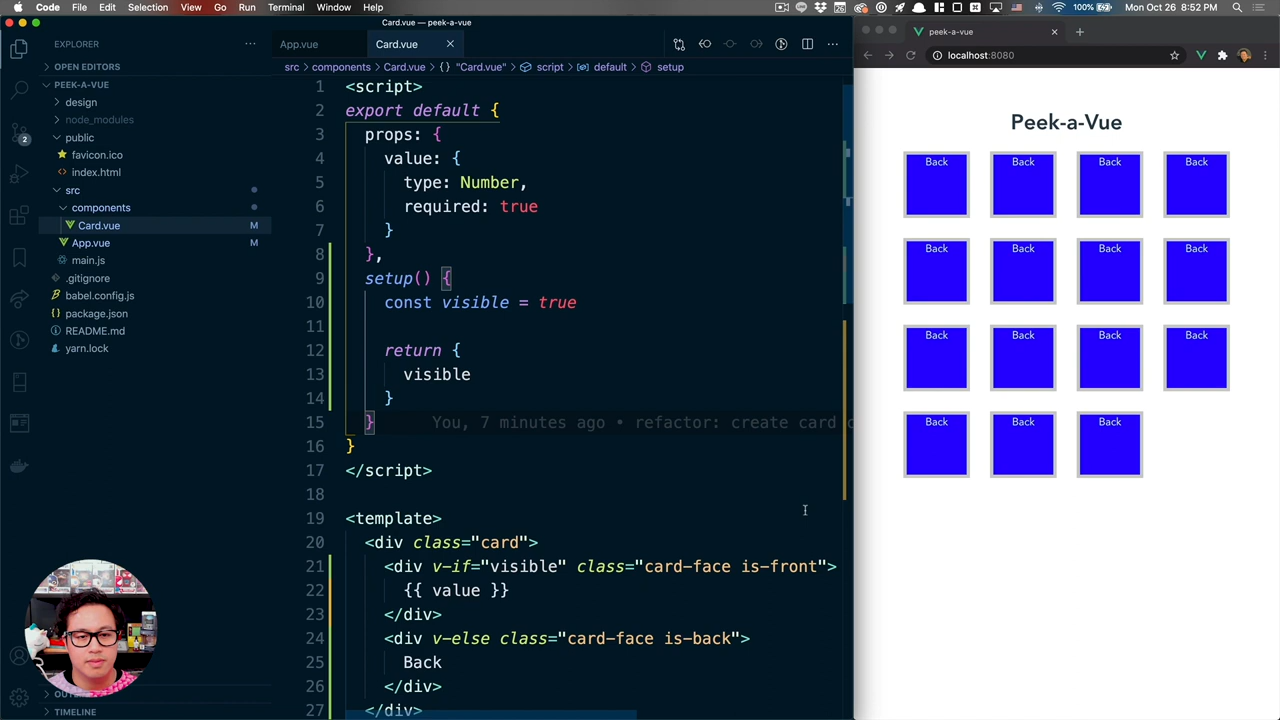 Code File Edit Selection View Go Run Terminal Window Help
100% Mon Oct 26 8:52 PM
Card.vue — peek-a-vue
EXPLORER
OPEN EDITORS
PEEK-A-VUE
design
node_modules
public
favicon.ico
index.html
src
components
Card.vue M
App.vue M
main.js
.gitignore
babel.config.js
package.json
README.md
yarn.lock
TIMELINE
2
App.vue
Card.vue
src > components > Card.vue > {} "Card.vue" > script > default > setup
1 <script>
2 export default {
3 props: {
4 value: {
5 type: Number,
6 required: true
7 }
8 },
9 setup() {
10 const visible = true
11
12 return {
13 visible
14 }
15 } You, 7 minutes ago • refactor: create card
16 }
17 </script>
18
19 <template>
20 <div class="card">
21 <div v-if="visible" class="card-face is-front">
22 {{ value }}
23 </div>
24 <div v-else class="card-face is-back">
25 Back
26 </div>
27 </div>
peek-a-vue
localhost:8080
Peek-a-Vue
Back Back Back Back
Back Back Back Back
Back Back Back Back
Back Back Back